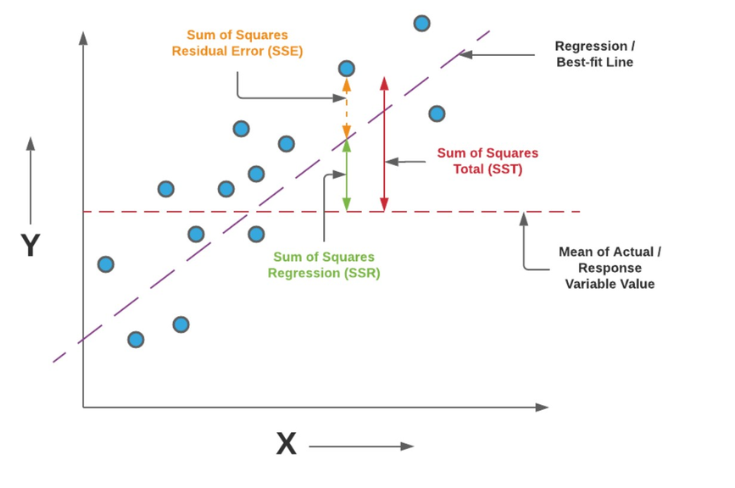 Sum of Squares
Residual Error (SSE)
Regression /
Best-fit Line
Sum of Squares
Total (SST)
Y
Sum of Squares
Regression (SSR)
Mean of Actual /
Response
Variable Value
X